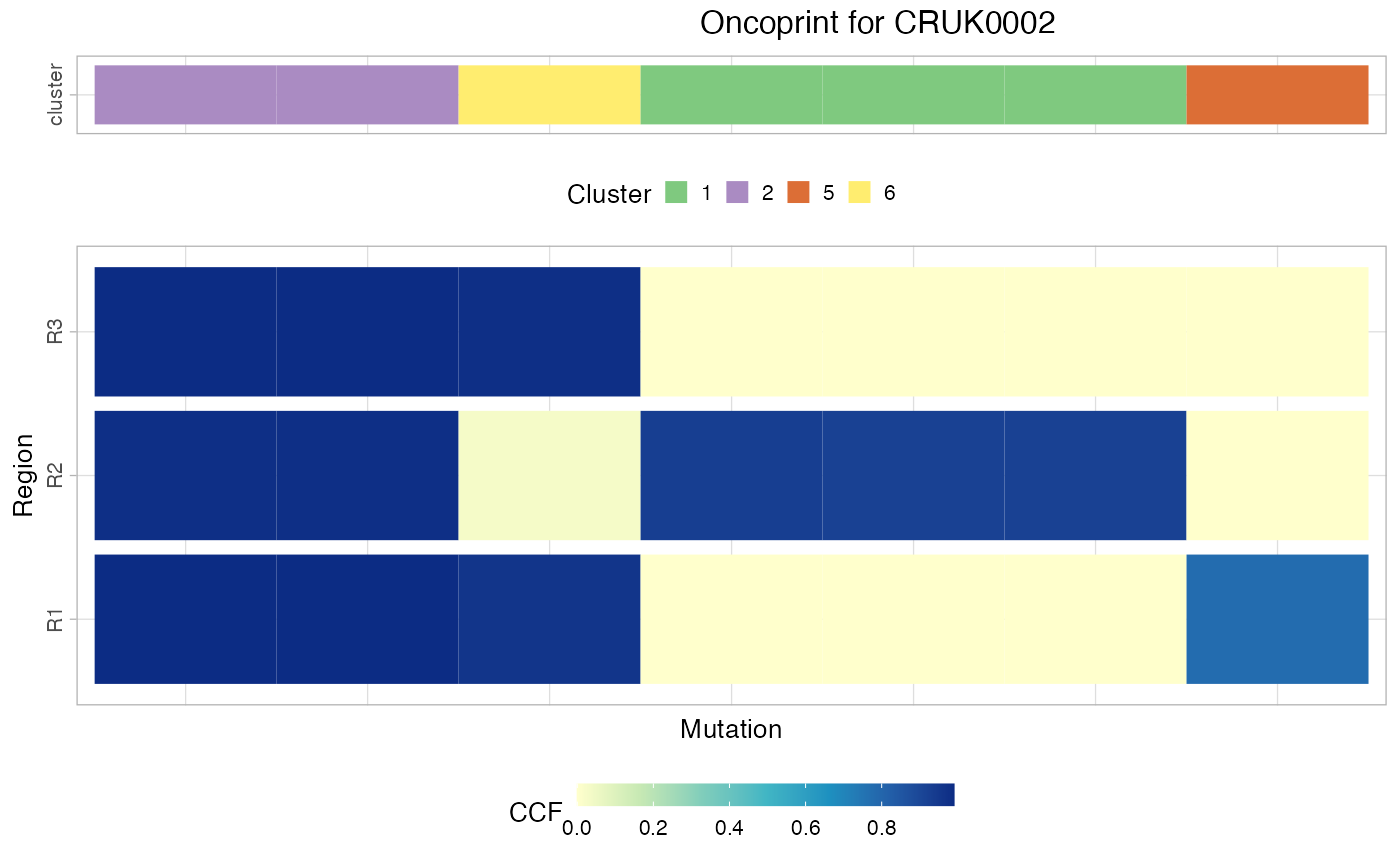 Oncoprint for CRUK0002
cluster
Cluster 1 2 5 6
Region
R3
R2
R1
Mutation
CCF
0.0 0.2 0.4 0.6 0.8